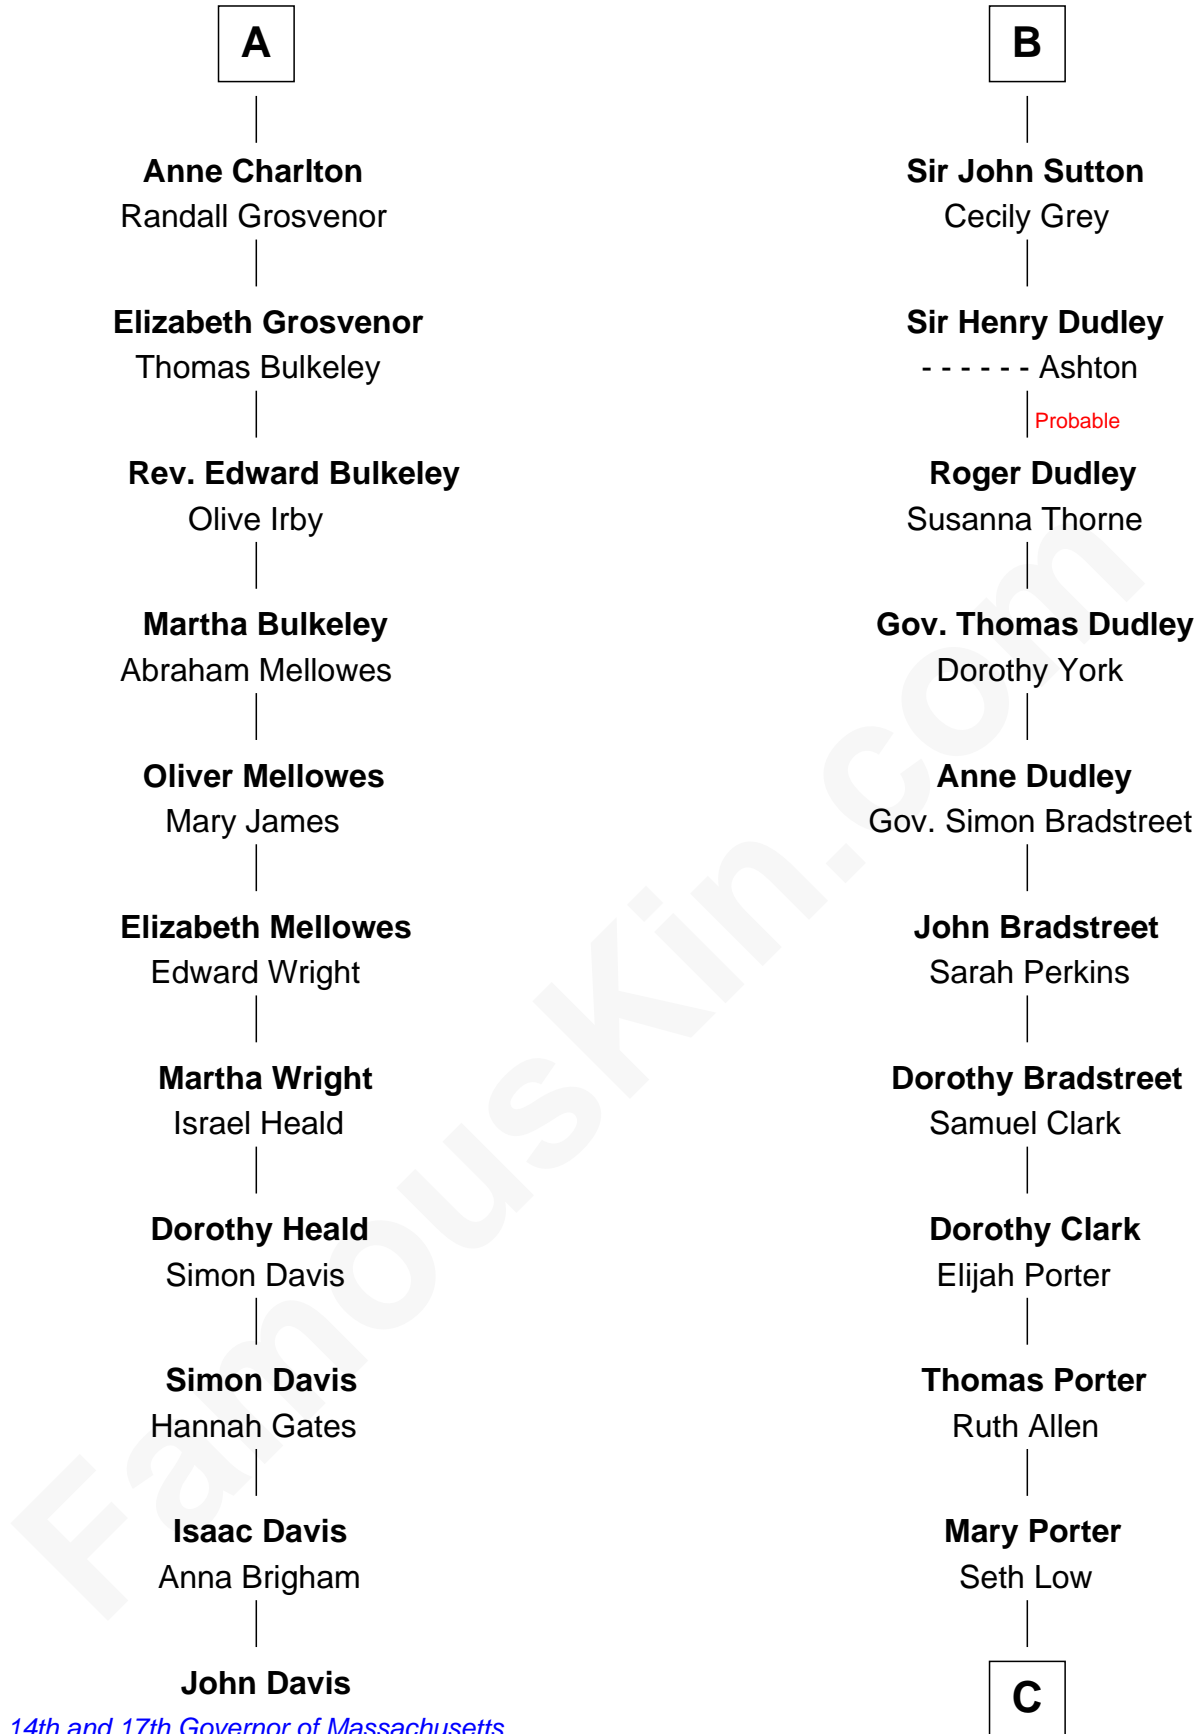 A
Anne Charlton
Randall Grosvenor
Elizabeth Grosvenor
Thomas Bulkeley
Rev. Edward Bulkeley
Olive Irby
Martha Bulkeley
Abraham Mellowes
Oliver Mellowes
Mary James
Elizabeth Mellowes
Edward Wright
Martha Wright
Israel Heald
Dorothy Heald
Simon Davis
Simon Davis
Hannah Gates
Isaac Davis
Anna Brigham
John Davis
14th and 17th Governor of Massachusetts
B
Sir John Sutton
Cecily Grey
Sir Henry Dudley
- - - - - - Ashton
Probable
Roger Dudley
Susanna Thorne
Gov. Thomas Dudley
Dorothy York
Anne Dudley
Gov. Simon Bradstreet
John Bradstreet
Sarah Perkins
Dorothy Bradstreet
Samuel Clark
Dorothy Clark
Elijah Porter
Thomas Porter
Ruth Allen
Mary Porter
Seth Low
C
FamousKin.com